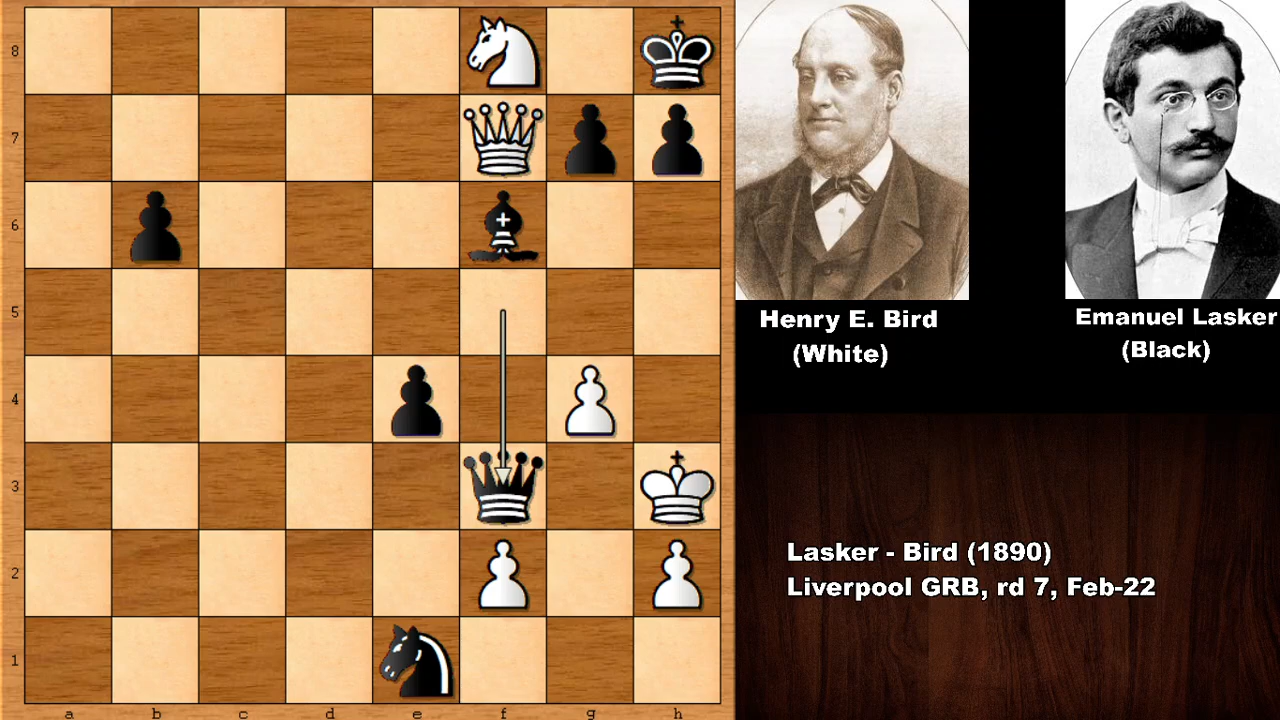 8
7
6
5
4
3
2
1
a b c d e f g h
Henry E. Bird
(White)
Emanuel Lasker
(Black)
Lasker - Bird (1890)
Liverpool GRB, rd 7, Feb-22